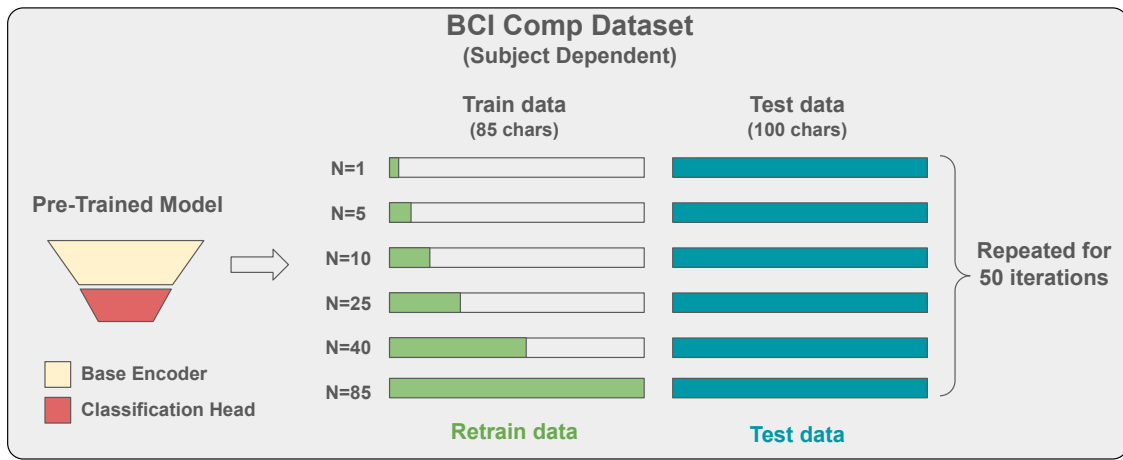 BCI Comp Dataset
(Subject Dependent)
Train data
(85 chars)
Test data
(100 chars)
Pre-Trained Model
Base Encoder
Classification Head
N=1
N=5
N=10
N=25
N=40
N=85
Retrain data
Test data
Repeated for
50 iterations